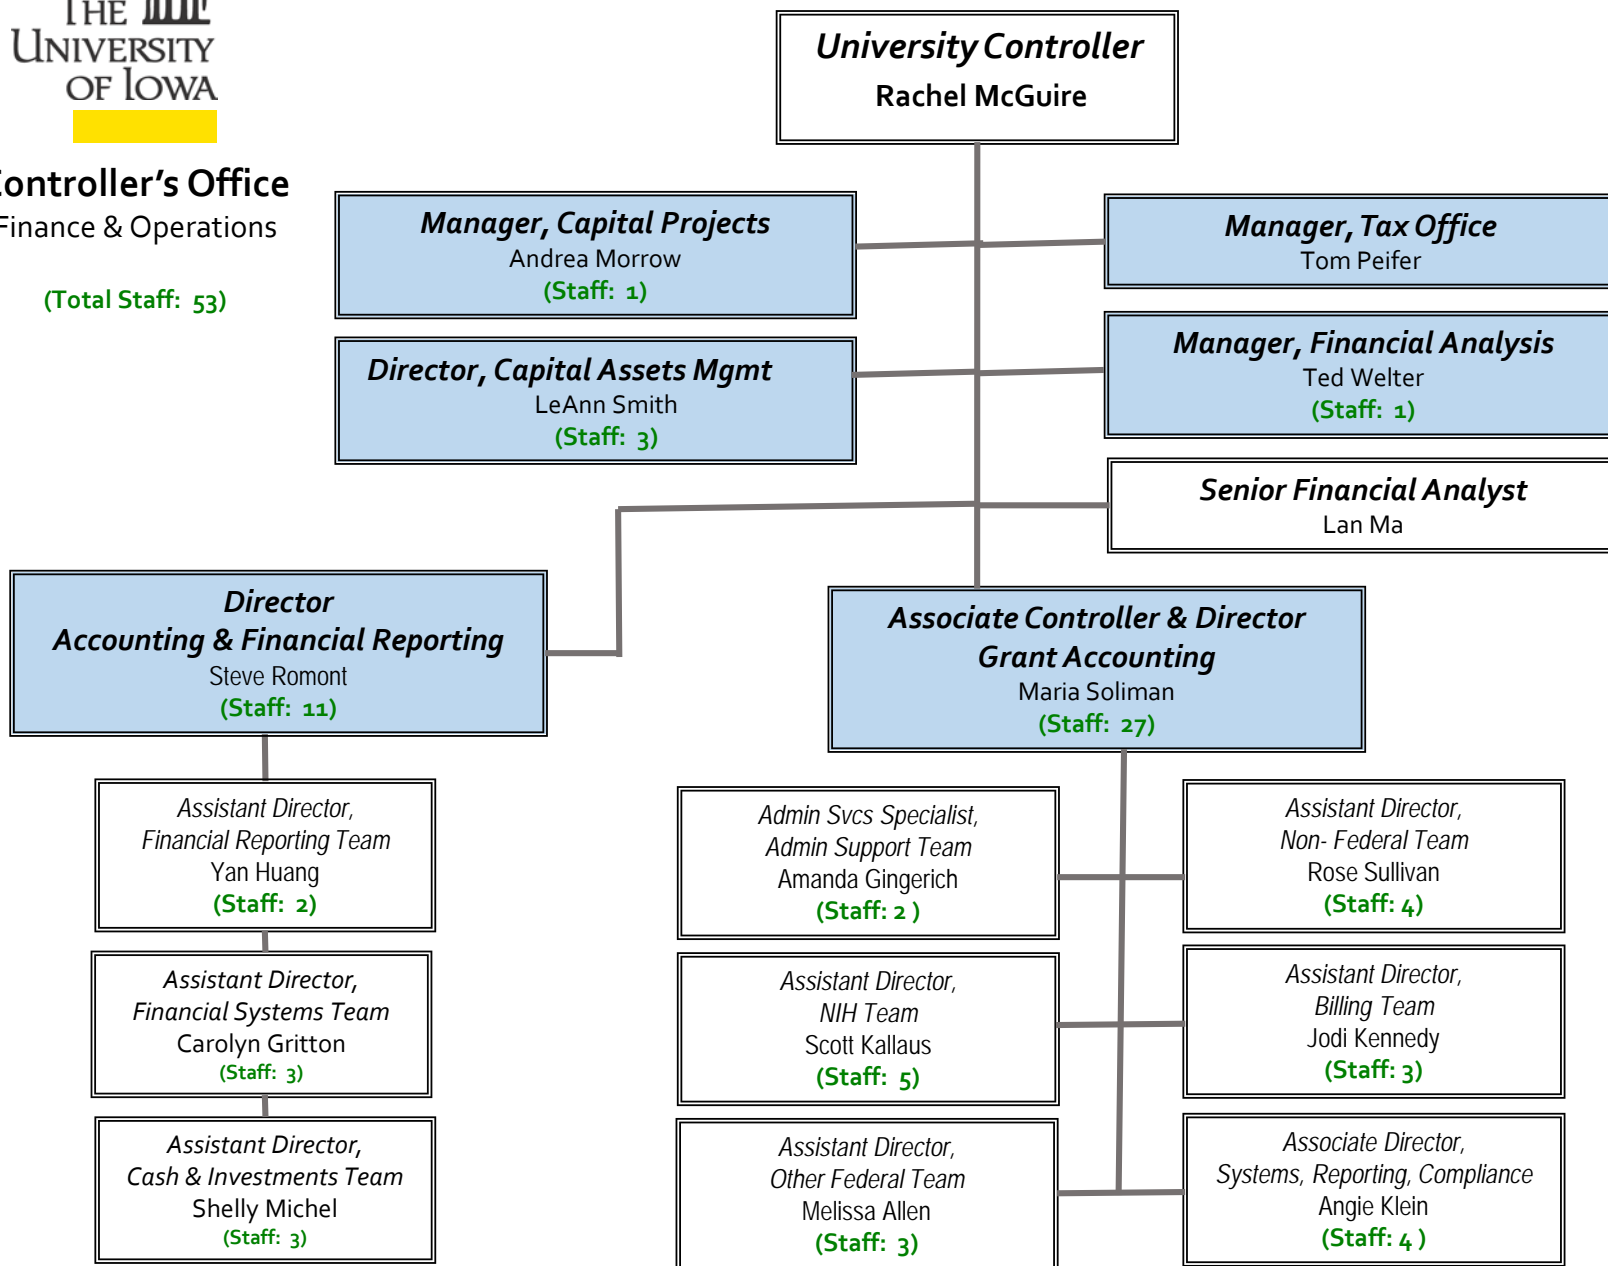 THE
UNIVERSITY
OF IOWA
Controller's Office
Finance & Operations
(Total Staff: 53)
University Controller
Rachel McGuire
Manager, Capital Projects
Andrea Morrow
(Staff: 1)
Manager, Tax Office
Tom Peifer
Director, Capital Assets Mgmt
LeAnn Smith
(Staff: 3)
Manager, Financial Analysis
Ted Welter
(Staff: 1)
Senior Financial Analyst
Lan Ma
Director
Accounting & Financial Reporting
Steve Romont
(Staff: 11)
Associate Controller & Director
Grant Accounting
Maria Soliman
(Staff: 27)
Assistant Director,
Financial Reporting Team
Yan Huang
(Staff: 2)
Assistant Director,
Financial Systems Team
Carolyn Gritton
(Staff: 3)
Assistant Director,
Cash & Investments Team
Shelly Michel
(Staff: 3)
Admin Svcs Specialist,
Admin Support Team
Amanda Gingerich
(Staff: 2 )
Assistant Director,
Non- Federal Team
Rose Sullivan
(Staff: 4)
Assistant Director,
NIH Team
Scott Kallaus
(Staff: 5)
Assistant Director,
Billing Team
Jodi Kennedy
(Staff: 3)
Assistant Director,
Other Federal Team
Melissa Allen
(Staff: 3)
Associate Director,
Systems, Reporting, Compliance
Angie Klein
(Staff: 4 )